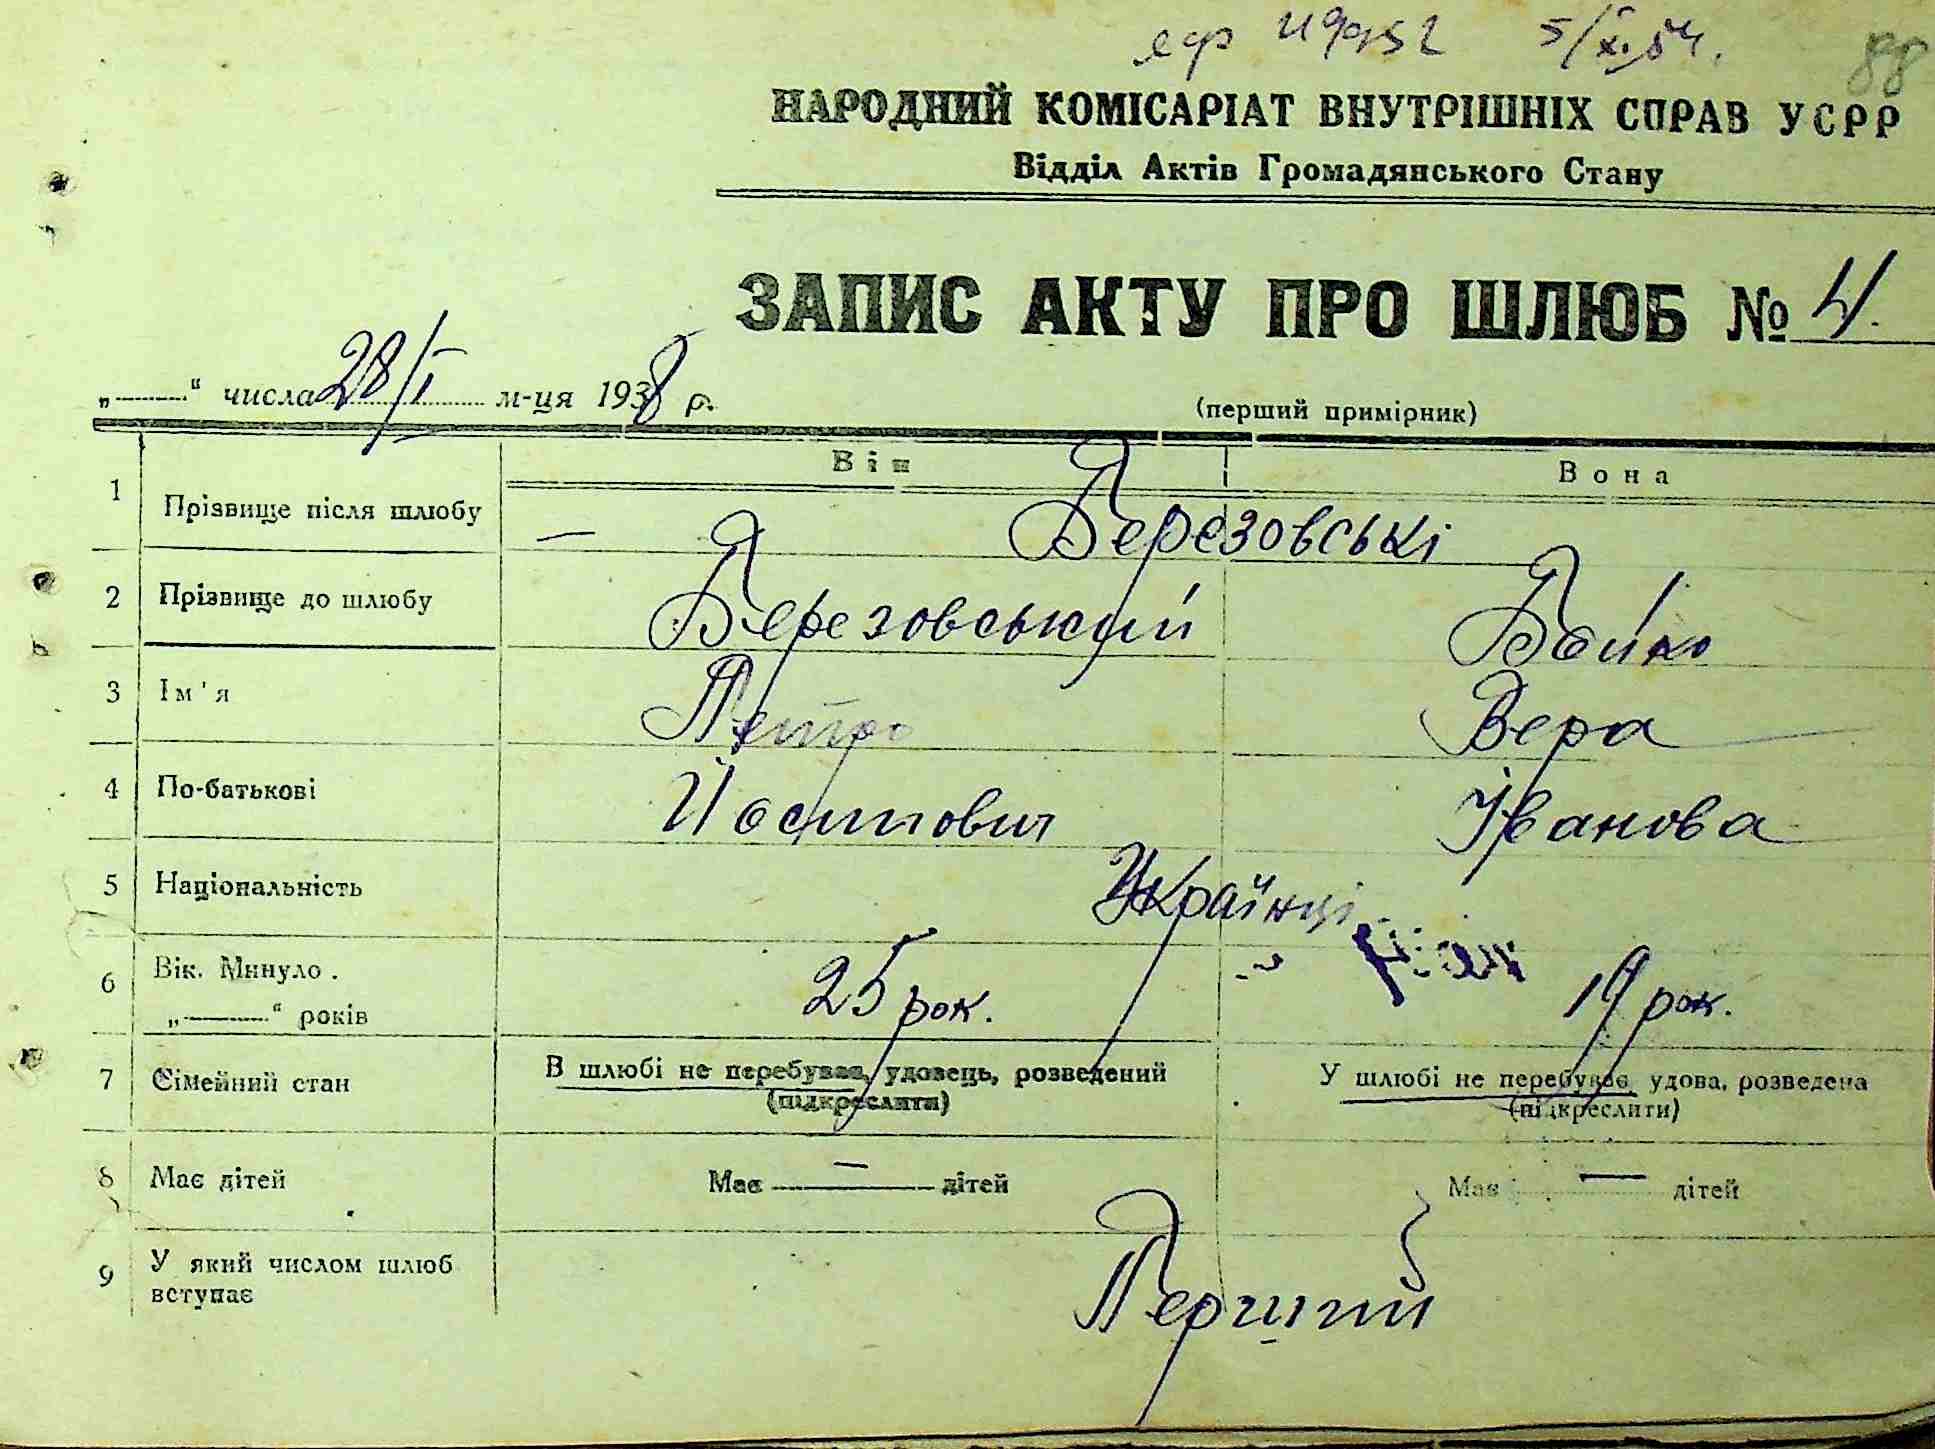 5/XI.54.
88
НАРОДНИЙ КОМІСАРІАТ ВНУТРІШНІХ СПРАВ УСРР
Відділ Актів Громадянського Стану
ЗАПИС АКТУ ПРО ШЛЮБ № 4.
„ “ числа 28/I м-ця 1938 р.
(перший примірник)
Він Вона
1 Прізвище після шлюбу — Березовські
2 Прізвище до шлюбу Березовський Бойко
3 Ім'я Петро Вера
4 По-батькові Йосипович Іванова
5 Національність Українці
6 Вік. Минуло. 25 рок. 19 рок.
„ “ років
7 Сімейний стан В шлюбі не перебуває, удовець, розведений У шлюбі не перебуває, удова, розведена
(підкреслити) (підкреслити)
8 Має дітей Має — дітей Має — дітей
9 У який числом шлюб вступає Перший